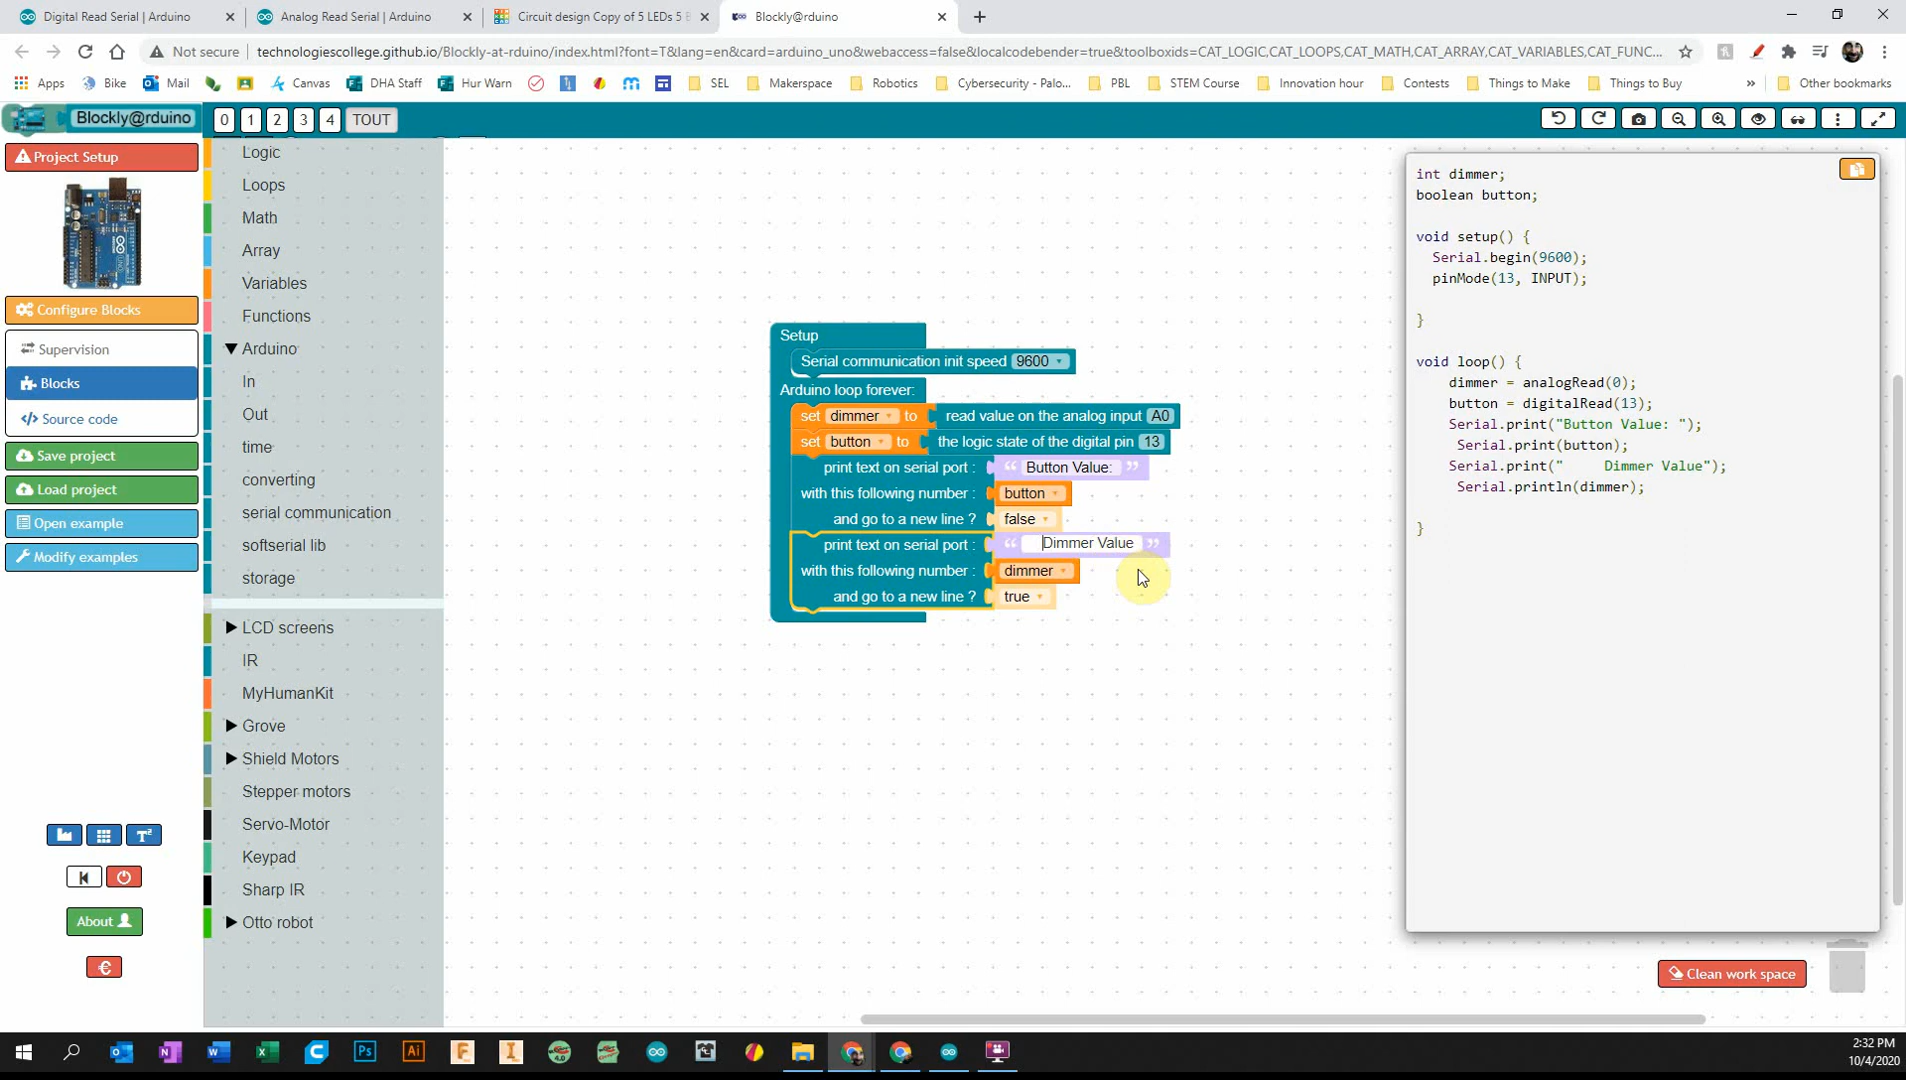 Digital Read Serial | Arduino
Analog Read Serial | Arduino
Circuit design Copy of 5 LEDs 5 B
Blockly@rduino
Not secure
technologiescollege.github.io/Blockly-at-rduino/index.html?font=T&lang=en&card=arduino_uno&webaccess=false&localcodebender=true&toolboxids=CAT_LOGIC,CAT_LOOPS,CAT_MATH,CAT_ARRAY,CAT_VARIABLES,CAT_FUNC...
Apps
Bike
Mail
Canvas
DHA Staff
Hur Warn
SEL
Makerspace
Robotics
Cybersecurity - Palo...
PBL
STEM Course
Innovation hour
Contests
Things to Make
Things to Buy
»
Other bookmarks
Blockly@rduino
0
1
2
3
4
TOUT
Project Setup
Configure Blocks
Supervision
Blocks
</> Source code
Save project
Load project
Open example
Modify examples
About
€
Logic
Loops
Math
Array
Variables
Functions
Arduino
In
Out
time
converting
serial communication
softserial lib
storage
LCD screens
IR
MyHumanKit
Grove
Shield Motors
Stepper motors
Servo-Motor
Keypad
Sharp IR
Otto robot
Setup
Serial communication init speed 9600
Arduino loop forever:
set dimmer to read value on the analog input A0
set button to the logic state of the digital pin 13
print text on serial port : “ Button Value: ”
with this following number : button
and go to a new line ? false
print text on serial port : “ Dimmer Value ”
with this following number : dimmer
and go to a new line ? true
int dimmer;
boolean button;
void setup() {
Serial.begin(9600);
pinMode(13, INPUT);
}
void loop() {
dimmer = analogRead(0);
button = digitalRead(13);
Serial.print("Button Value: ");
Serial.print(button);
Serial.print("     Dimmer Value");
Serial.println(dimmer);
}
Clean work space
2:32 PM
10/4/2020